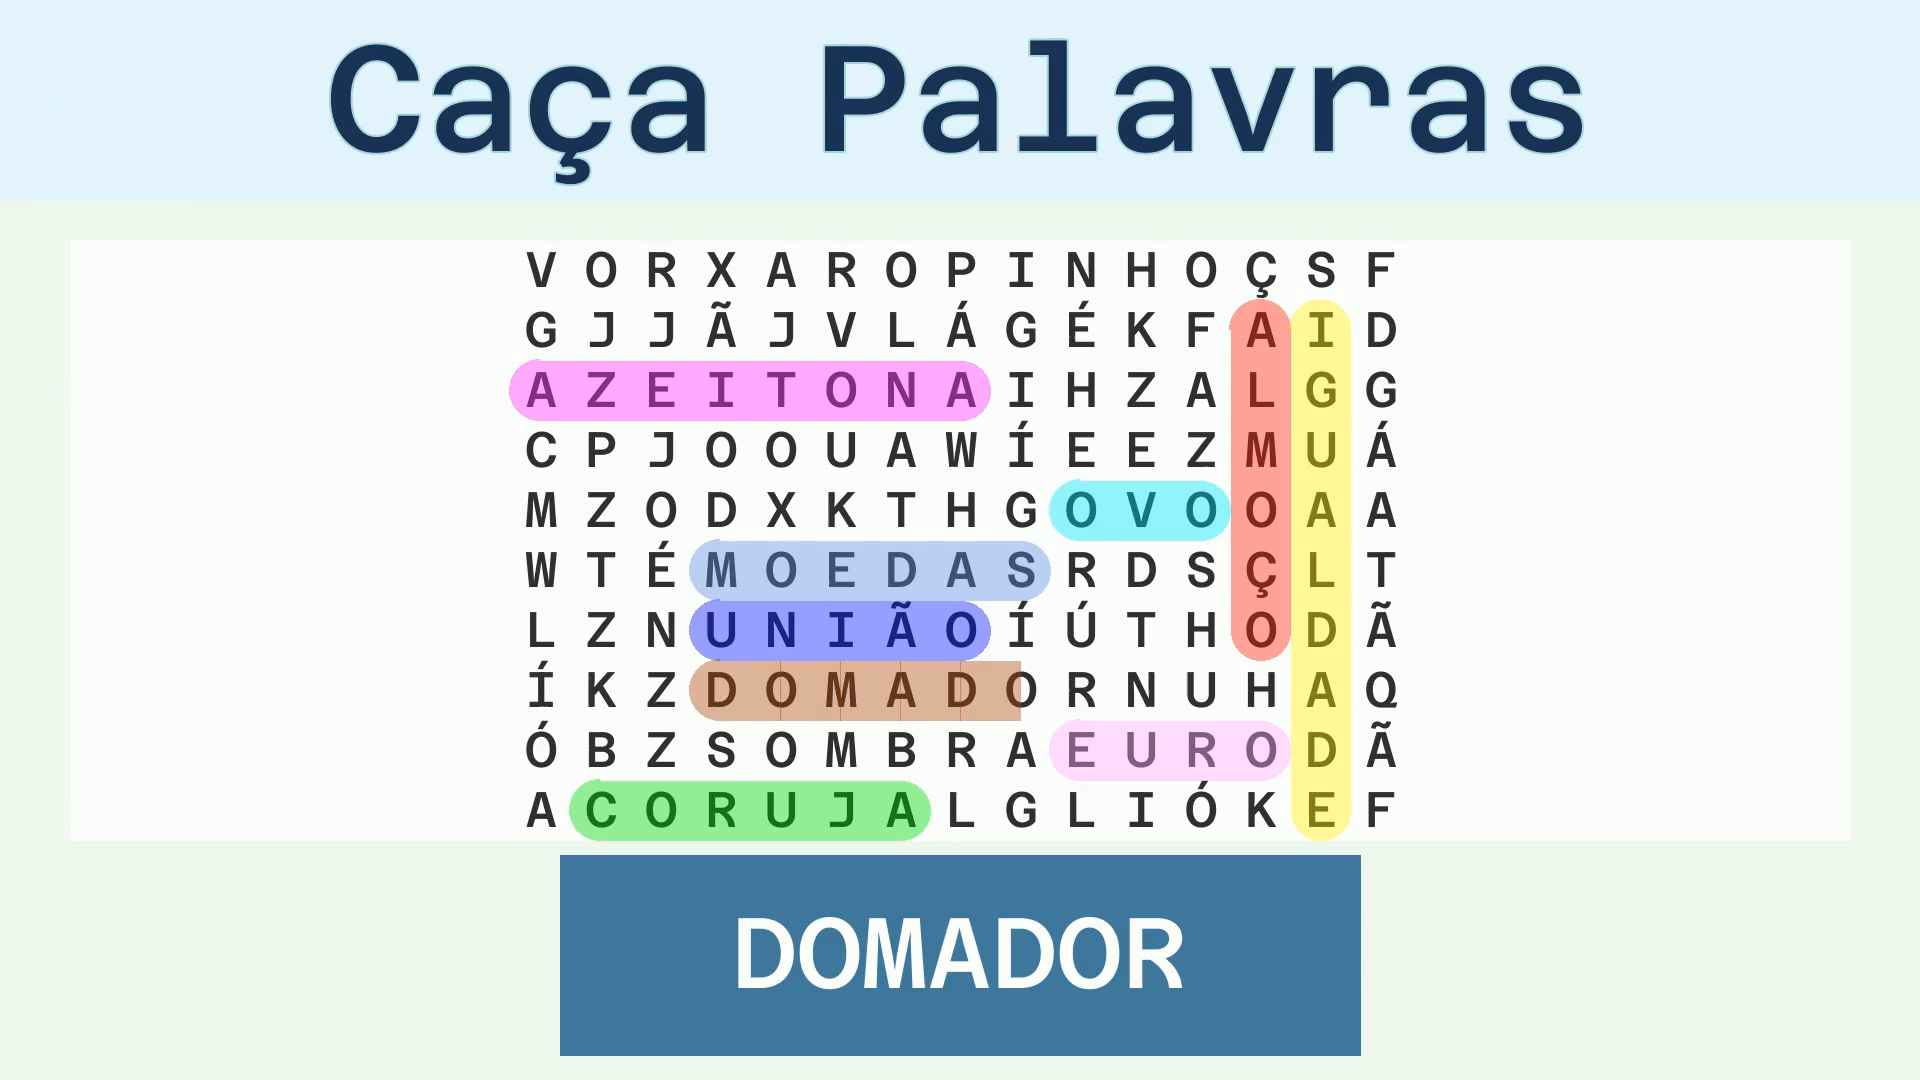 Caça Palavras
V O R X A R O P I N H O Ç S F
G J J Ã J V L Á G É K F A I D
A Z E I T O N A I H Z A L G G
C P J O O U A W Í E E Z M U Á
M Z O D X K T H G O V O O A A
W T É M O E D A S R D S Ç L T
L Z N U N I Ã O Í Ú T H O D Ã
Í K Z D O M A D O R N U H A Q
Ó B Z S O M B R A E U R O D Ã
A C O R U J A L G L I Ó K E F
DOMADOR